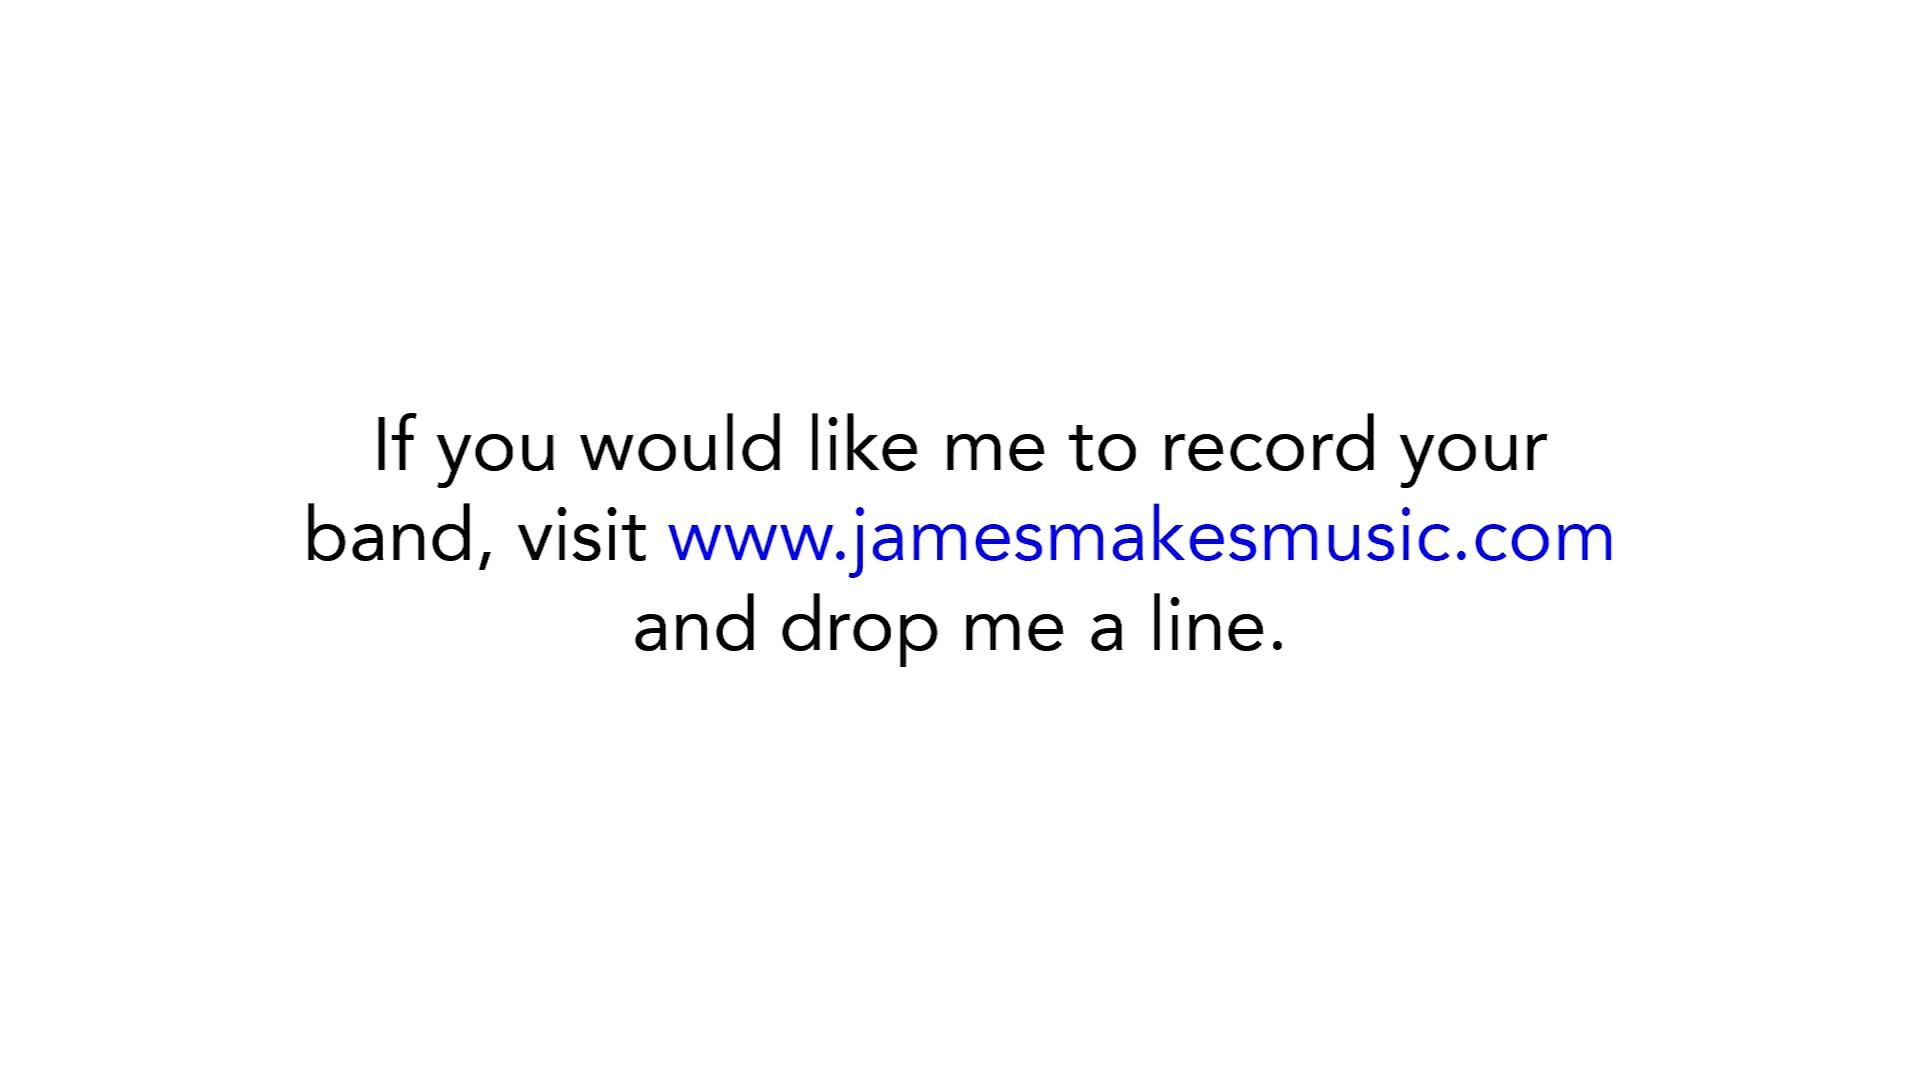 If you would like me to record your
band, visit www.jamesmakesmusic.com
and drop me a line.